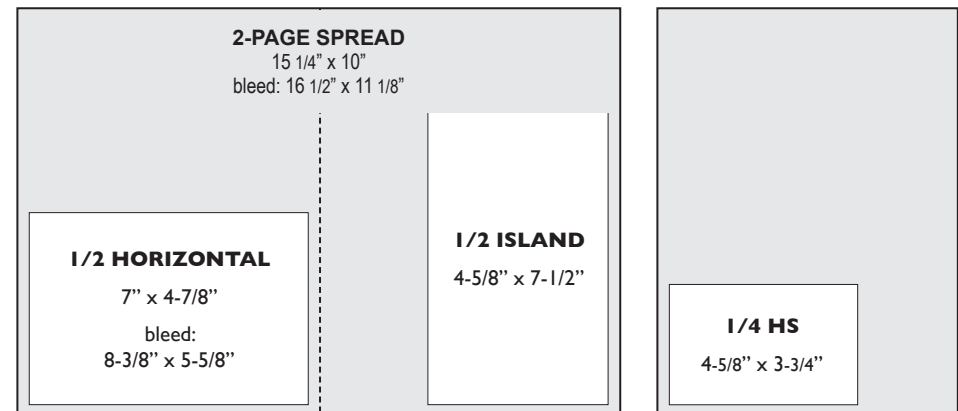 2-PAGE SPREAD
15 1/4” x 10”
bleed: 16 1/2” x 11 1/8”
1/2 HORIZONTAL
7” x 4-7/8”
bleed:
8-3/8” x 5-5/8”
1/2 ISLAND
4-5/8” x 7-1/2”
1/4 HS
4-5/8” x 3-3/4”